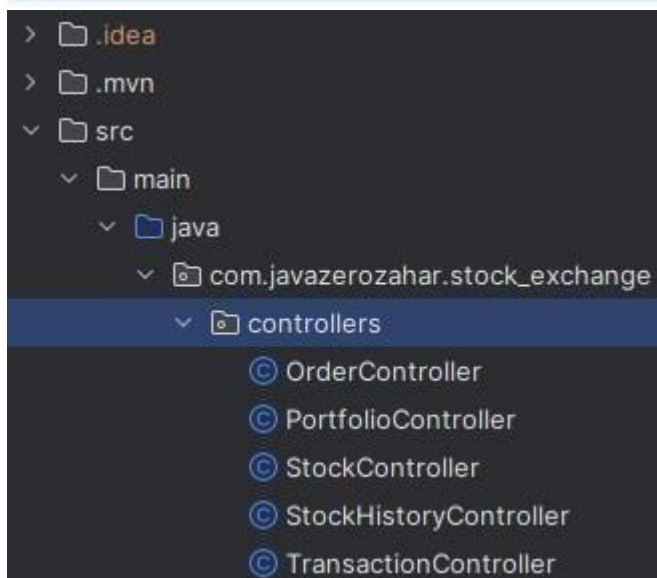 .idea
.mvn
src
main
java
com.javazerozahar.stock_exchange
controllers
OrderController
PortfolioController
StockController
StockHistoryController
TransactionController